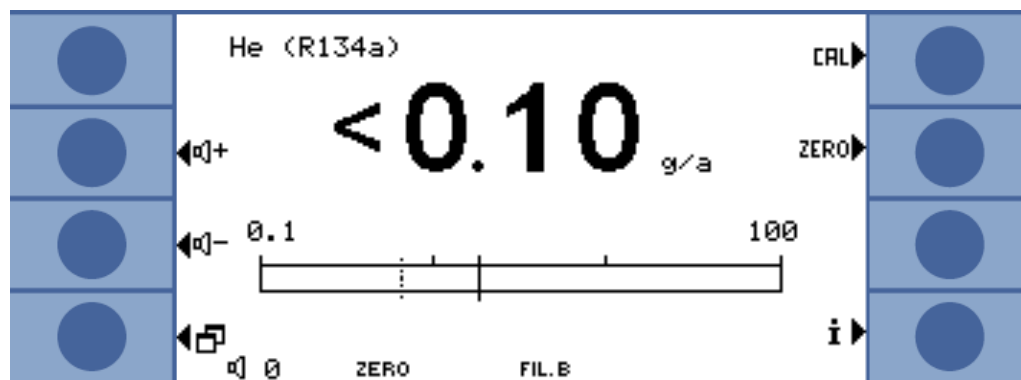 He (R134a)
CAL
<0.10 g/a
+
ZERO
-
0.1 100
i
0 ZERO FIL.B